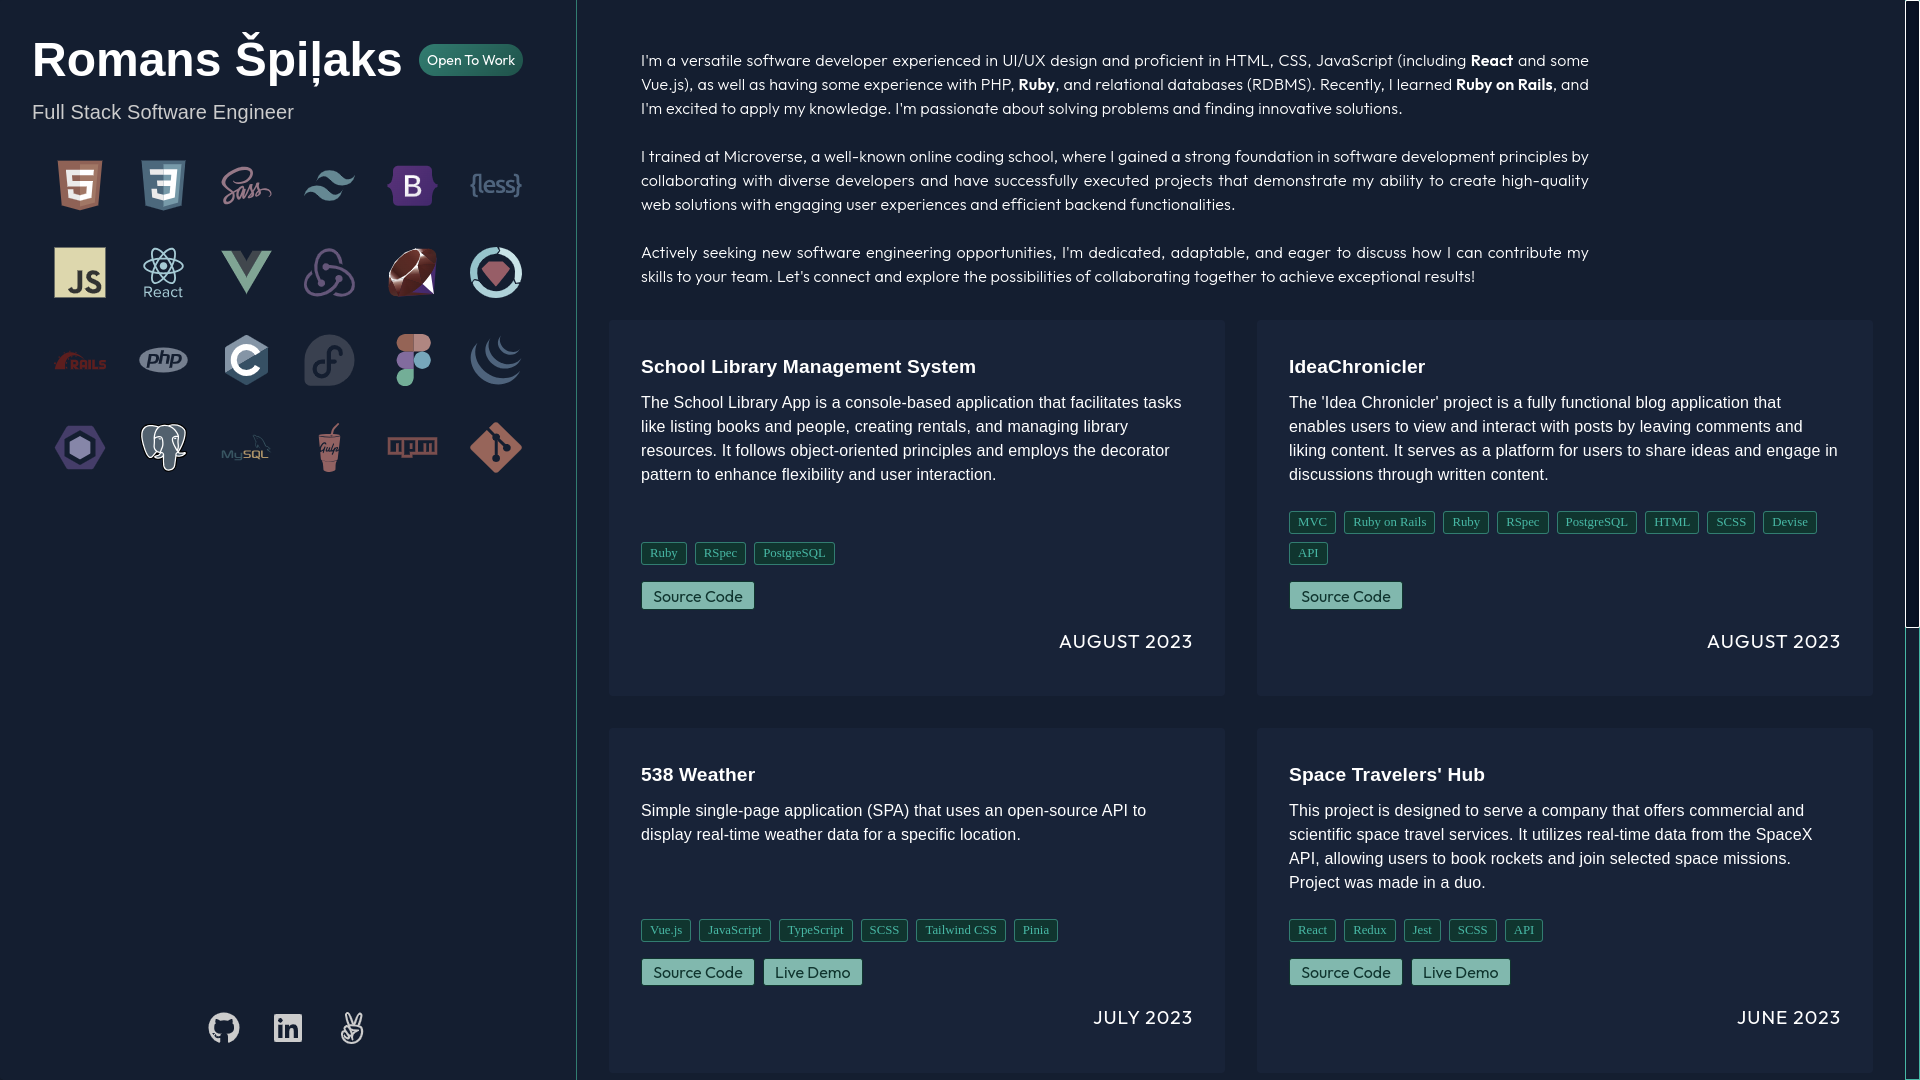 Romans Špiļaks
Open To Work
Full Stack Software Engineer
5
3
Sass
B
{less}
JS
React
RAILS
php
C
MySQL
Gulp
npm
in
I'm a versatile software developer experienced in UI/UX design and proficient in HTML, CSS, JavaScript (including React and some
Vue.js), as well as having some experience with PHP, Ruby, and relational databases (RDBMS). Recently, I learned Ruby on Rails, and
I'm excited to apply my knowledge. I'm passionate about solving problems and finding innovative solutions.
I trained at Microverse, a well-known online coding school, where I gained a strong foundation in software development principles by
collaborating with diverse developers and have successfully executed projects that demonstrate my ability to create high-quality
web solutions with engaging user experiences and efficient backend functionalities.
Actively seeking new software engineering opportunities, I'm dedicated, adaptable, and eager to discuss how I can contribute my
skills to your team. Let's connect and explore the possibilities of collaborating together to achieve exceptional results!
School Library Management System
The School Library App is a console-based application that facilitates tasks
like listing books and people, creating rentals, and managing library
resources. It follows object-oriented principles and employs the decorator
pattern to enhance flexibility and user interaction.
Ruby RSpec PostgreSQL
Source Code
AUGUST 2023
IdeaChronicler
The 'Idea Chronicler' project is a fully functional blog application that
enables users to view and interact with posts by leaving comments and
liking content. It serves as a platform for users to share ideas and engage in
discussions through written content.
MVC Ruby on Rails Ruby RSpec PostgreSQL HTML SCSS Devise
API
Source Code
AUGUST 2023
538 Weather
Simple single-page application (SPA) that uses an open-source API to
display real-time weather data for a specific location.
Vue.js JavaScript TypeScript SCSS Tailwind CSS Pinia
Source Code Live Demo
JULY 2023
Space Travelers' Hub
This project is designed to serve a company that offers commercial and
scientific space travel services. It utilizes real-time data from the SpaceX
API, allowing users to book rockets and join selected space missions.
Project was made in a duo.
React Redux Jest SCSS API
Source Code Live Demo
JUNE 2023